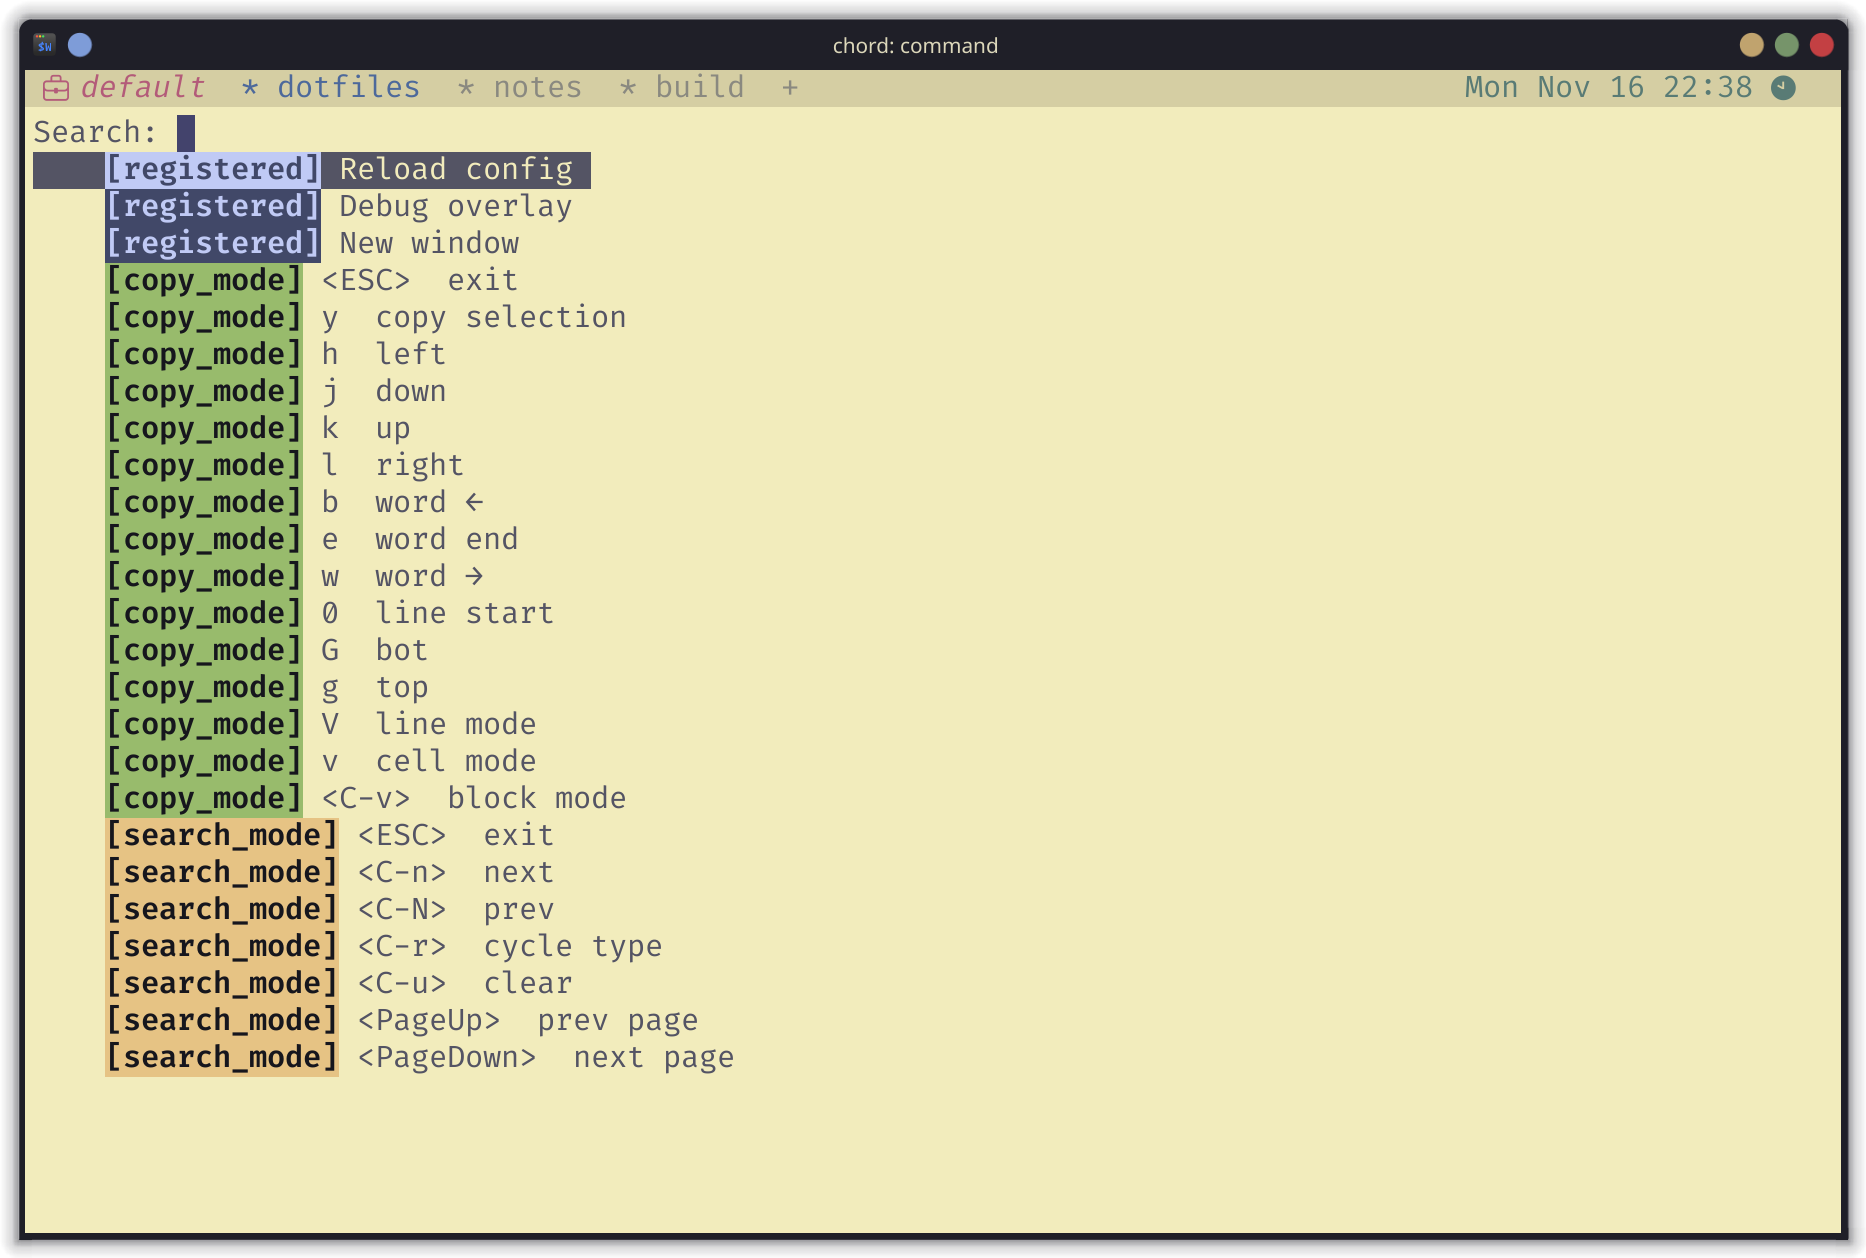 $W chord: command
default * dotfiles * notes * build + Mon Nov 16 22:38
Search:
[registered] Reload config
[registered] Debug overlay
[registered] New window
[copy_mode] <ESC>  exit
[copy_mode] y  copy selection
[copy_mode] h  left
[copy_mode] j  down
[copy_mode] k  up
[copy_mode] l  right
[copy_mode] b  word ←
[copy_mode] e  word end
[copy_mode] w  word →
[copy_mode] 0  line start
[copy_mode] G  bot
[copy_mode] g  top
[copy_mode] V  line mode
[copy_mode] v  cell mode
[copy_mode] <C-v>  block mode
[search_mode] <ESC>  exit
[search_mode] <C-n>  next
[search_mode] <C-N>  prev
[search_mode] <C-r>  cycle type
[search_mode] <C-u>  clear
[search_mode] <PageUp>  prev page
[search_mode] <PageDown>  next page